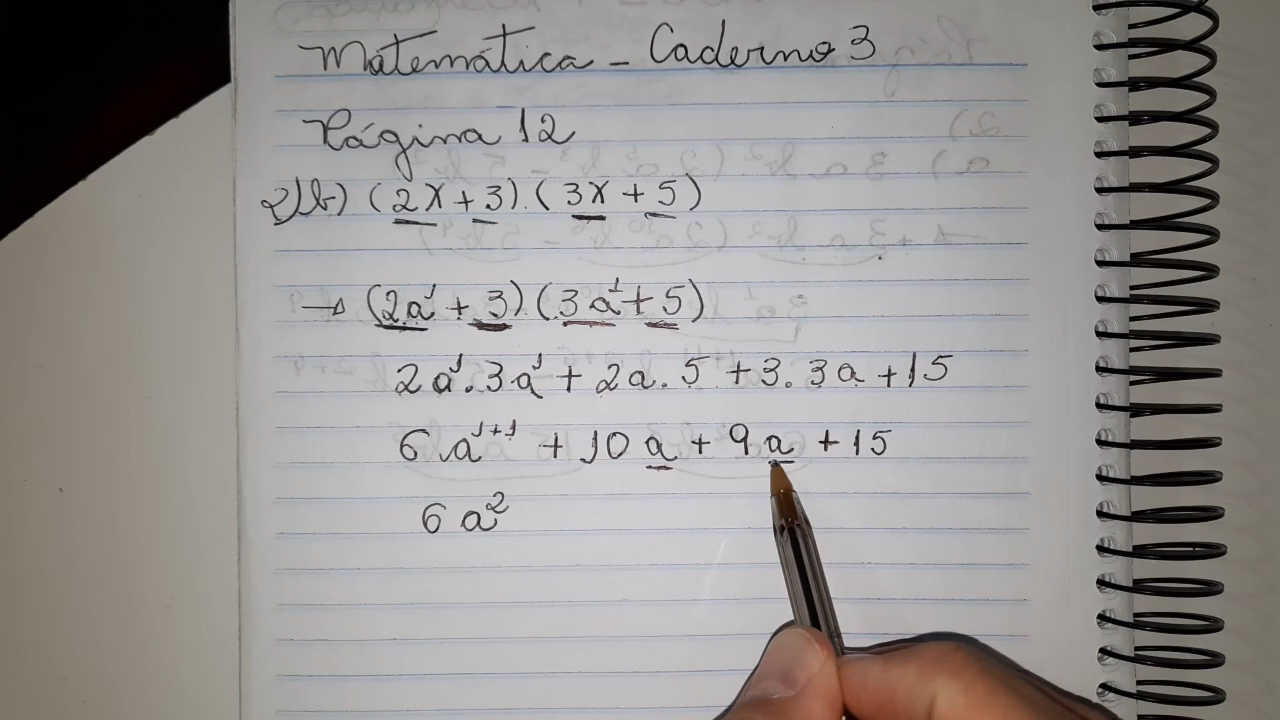 Matemática - Caderno 3
Página 12
2)b) (2x+3).(3x+5)
→ (2a¹ + 3)(3a¹+5)
2a¹.3a¹ + 2a.5 + 3.3a + 15
6a¹⁺¹ + 10a + 9a + 15
6a²